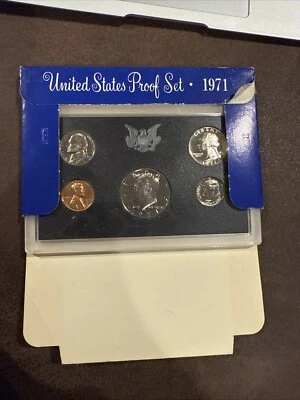 United States Proof Set · 1971